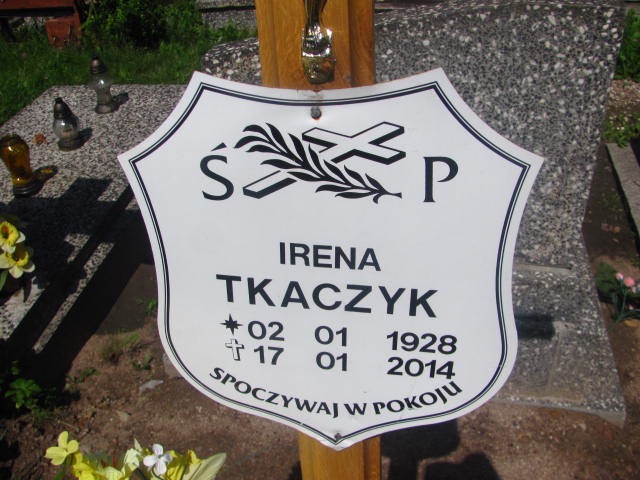 Ś P
IRENA
TKACZYK
02 01 1928
17 01 2014
SPOCZYWAJ W POKOJU